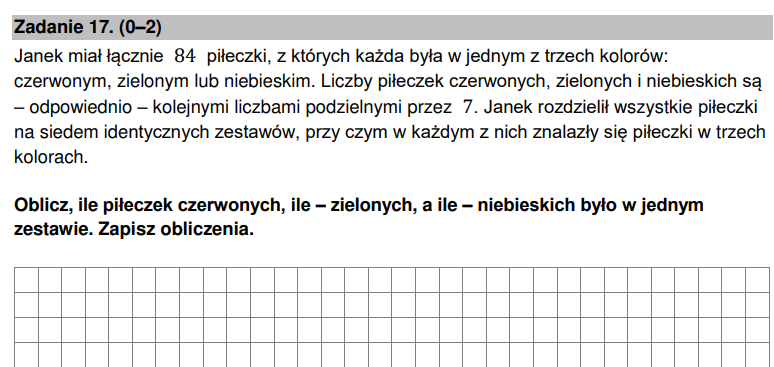 Zadanie 17. (0–2)
Janek miał łącznie 84 piłeczki, z których każda była w jednym z trzech kolorów:
czerwonym, zielonym lub niebieskim. Liczby piłeczek czerwonych, zielonych i niebieskich są
– odpowiednio – kolejnymi liczbami podzielnymi przez 7. Janek rozdzielił wszystkie piłeczki
na siedem identycznych zestawów, przy czym w każdym z nich znalazły się piłeczki w trzech
kolorach.
Oblicz, ile piłeczek czerwonych, ile – zielonych, a ile – niebieskich było w jednym
zestawie. Zapisz obliczenia.